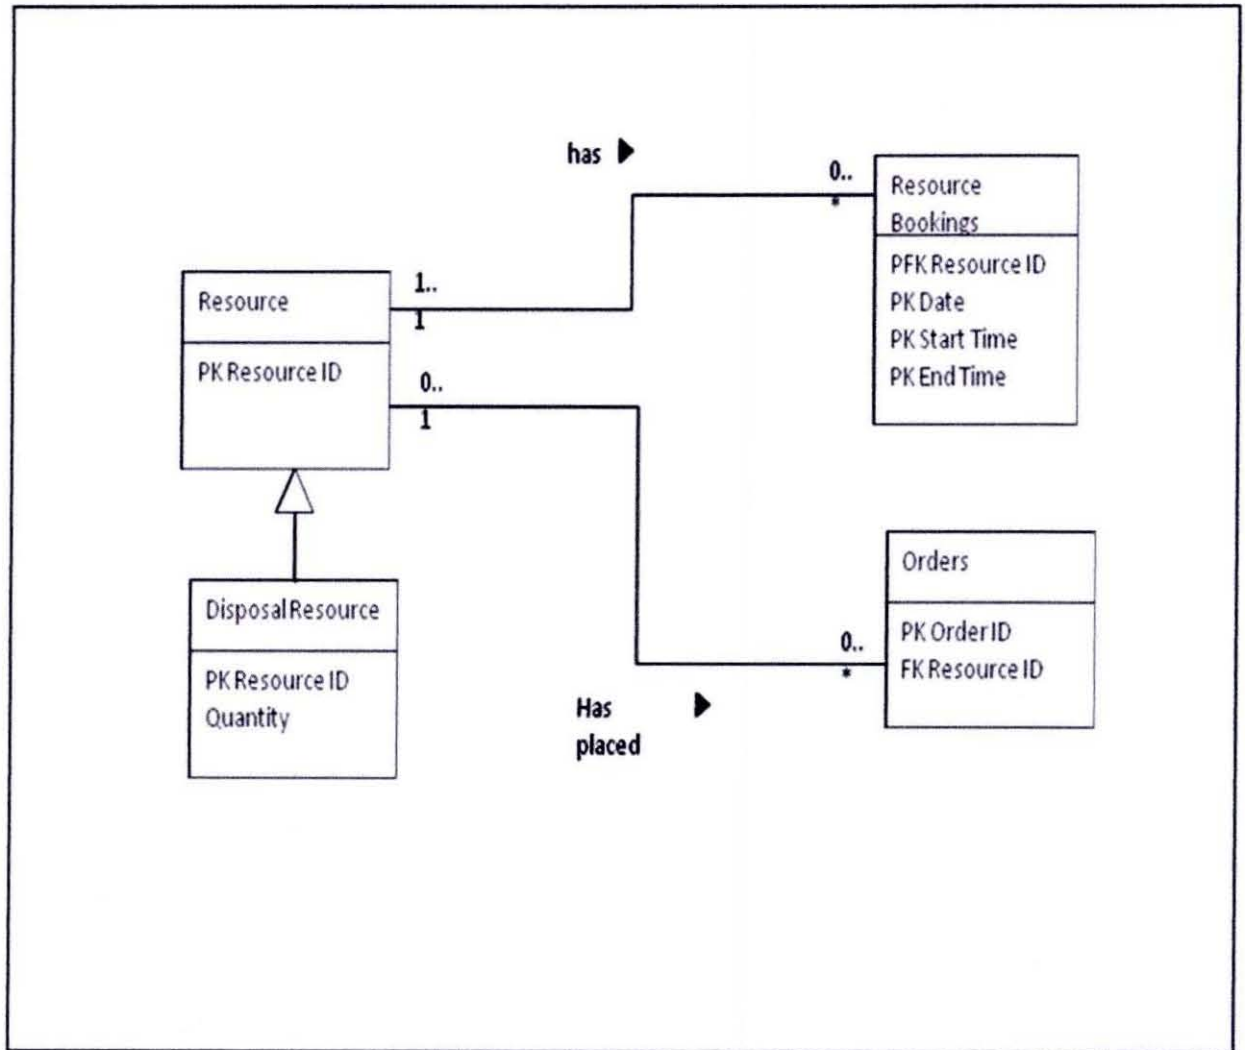 has
0..
*
Resource
Bookings
PFK Resource ID
PK Date
PK Start Time
PK End Time
1..
1
Resource
PK Resource ID
0..
1
Disposal Resource
PK Resource ID
Quantity
Orders
PK Order ID
FK Resource ID
0..
*
Has
placed